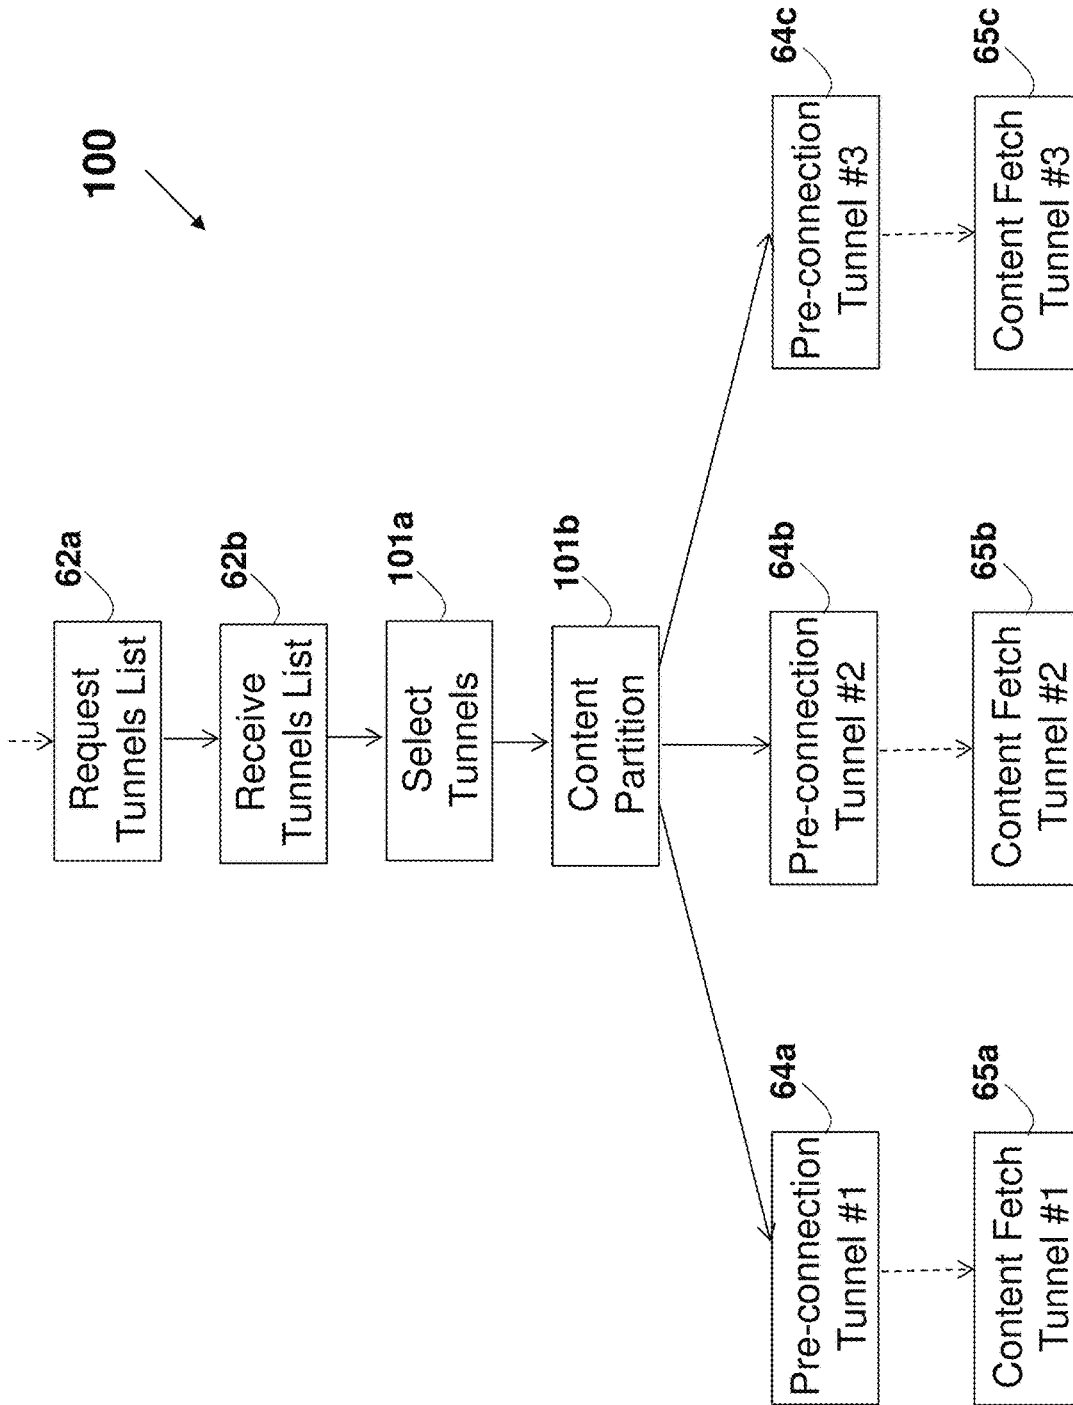 100
62a
Request
Tunnels List
62b
Receive
Tunnels List
101a
Select
Tunnels
101b
Content
Partition
64a
Pre-connection
Tunnel #1
64b
Pre-connection
Tunnel #2
64c
Pre-connection
Tunnel #3
65a
Content Fetch
Tunnel #1
65b
Content Fetch
Tunnel #2
65c
Content Fetch
Tunnel #3